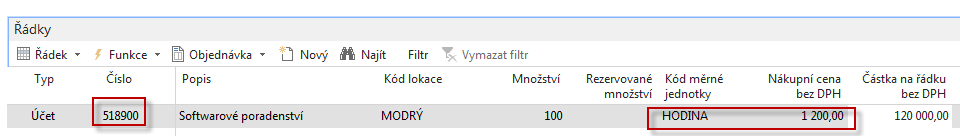 Řádky
Řádek Funkce Objednávka Nový Najít Filtr Vymazat filtr
Typ Číslo Popis Kód lokace Množství Rezervované množství Kód měrné jednotky Nákupní cena bez DPH Částka na řádku bez DPH
Účet 518900 Softwarové poradenství MODRÝ 100 HODINA 1 200,00 120 000,00